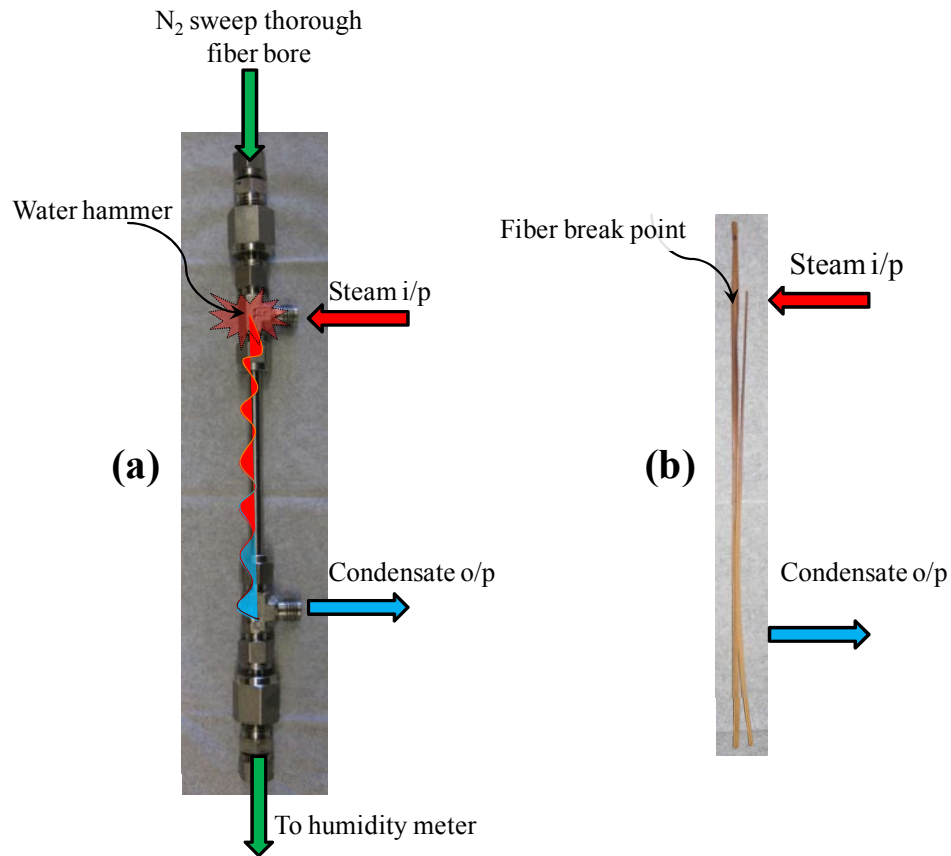 N₂ sweep thorough
fiber bore
Water hammer
Steam i/p
(a)
Condensate o/p
To humidity meter
Fiber break point
Steam i/p
(b)
Condensate o/p